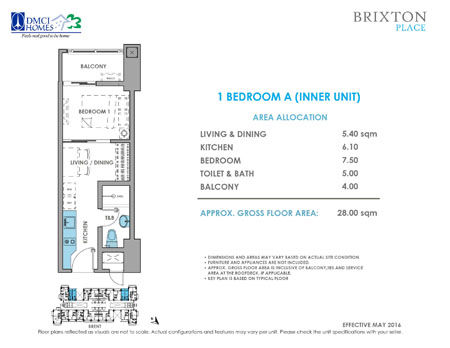 DMCI
HOMES
Feels so good to be home
BRIXTON
PLACE
BALCONY
BEDROOM 1
LIVING / DINING
T&B
KITCHEN
1 BEDROOM A (INNER UNIT)
AREA ALLOCATION
LIVING & DINING 5.40 sqm
KITCHEN 6.10
BEDROOM 7.50
TOILET & BATH 5.00
BALCONY 4.00
APPROX. GROSS FLOOR AREA: 28.00 sqm
• DIMENSIONS AND AREAS MAY VARY BASED ON ACTUAL SITE CONDITION
• FURNITURE AND APPLIANCES ARE NOT INCLUDED.
• APPROX. GROSS FLOOR AREA IS INCLUSIVE OF BALCONY,
AREA AT THE ROOFDECK, IF APPLICABLE.
• KEY PLAN IS BASED ON TYPICAL FLOOR
BRENT
EFFECTIVE MAY 2016
Floor plans reflected as visuals are not to scale. Actual configurations and features may vary per unit. Please check the unit specifications with your seller.